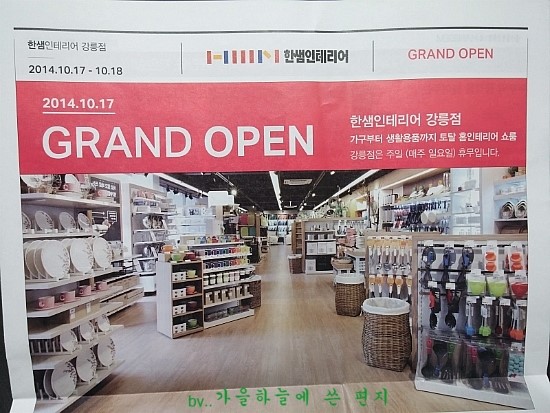 한샘인테리어 강릉점
2014.10.17 - 10.18
한샘인테리어
GRAND OPEN
2014.10.17
GRAND OPEN
한샘인테리어 강릉점
가구부터 생활용품까지 토탈 홈인테리어 쇼룸
강릉점은 주일 (매주 일요일) 휴무입니다.
by..가을하늘에 쓴 편지